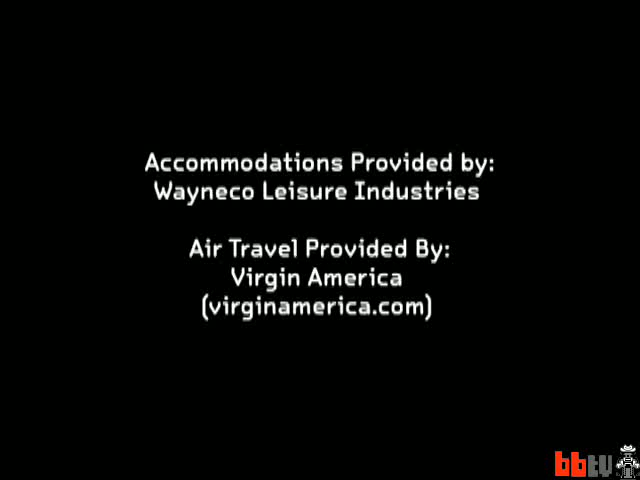 Accommodations Provided by:
Wayneco Leisure Industries
Air Travel Provided By:
Virgin America
(virginamerica.com)
bbtv